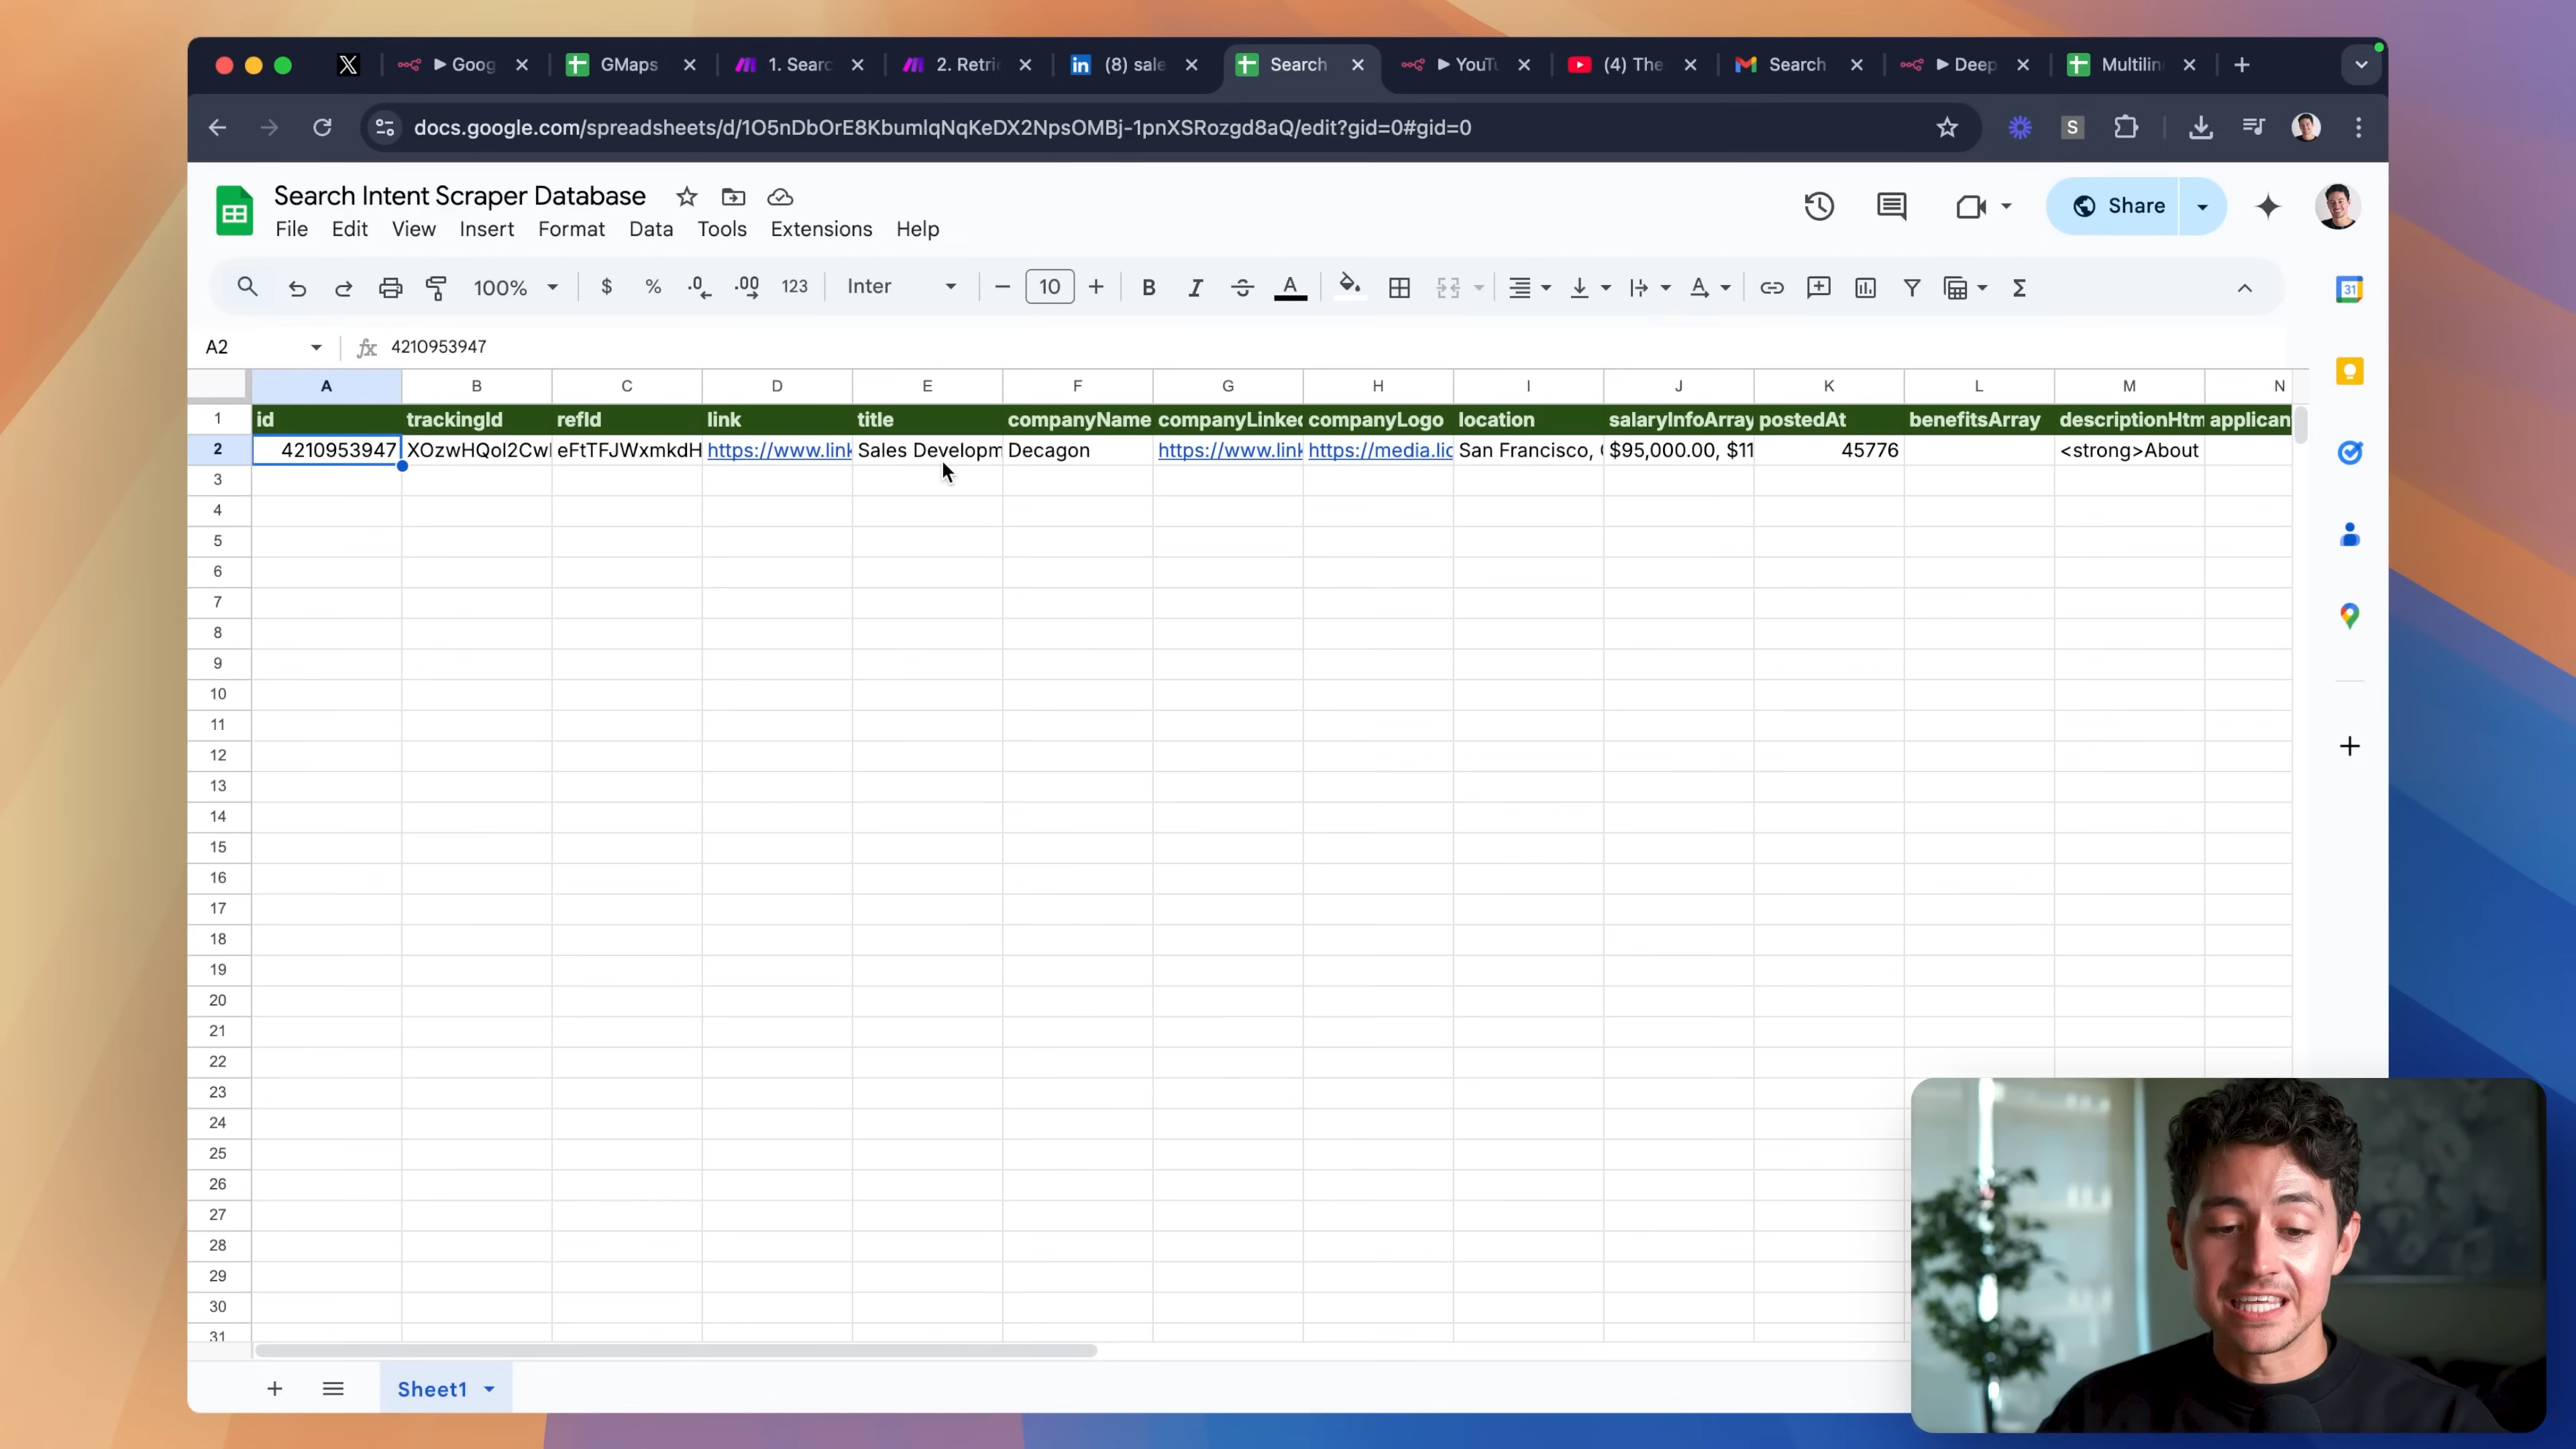 Goog
GMaps
1. Searc
2. Retri
(8) sale
Search
YouTu
(4) The
Search
Deep
Multilin
docs.google.com/spreadsheets/d/1O5nDbOrE8KbumIqNqKeDX2NpsOMBj-1pnXSRozgd8aQ/edit?gid=0#gid=0
S
Search Intent Scraper Database
Share
File Edit View Insert Format Data Tools Extensions Help
100% $ % .0 .00 123 Inter 10 B I A
31
A2 fx 4210953947
A B C D E F G H I J K L M N
1 id trackingId refId link title companyName companyLinked companyLogo location salaryInfoArray postedAt benefitsArray descriptionHtm applican
2 4210953947 XOzwHQoI2Cwl eFtTFJWxmkdH https://www.link Sales Developm Decagon https://www.link https://media.lic San Francisco, $95,000.00, $11 45776 <strong>About
3
4
5
6
7
8
9
10
11
12
13
14
15
16
17
18
19
20
21
22
23
24
25
26
27
28
29
30
31
Sheet1